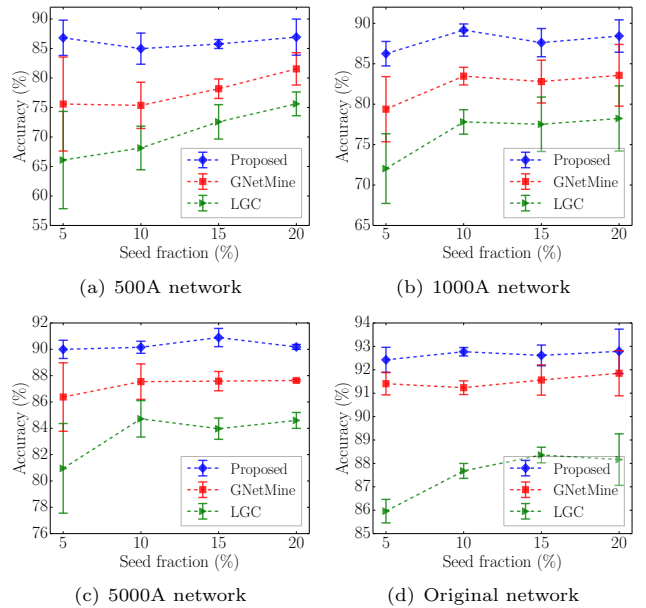 90
85
80
75
70
65
60
55
Accuracy (%)
Proposed
GNetMine
LGC
5 10 15 20
Seed fraction (%)
(a) 500A network
90
85
80
75
70
65
Accuracy (%)
Proposed
GNetMine
LGC
5 10 15 20
Seed fraction (%)
(b) 1000A network
92
90
88
86
84
82
80
78
76
Accuracy (%)
Proposed
GNetMine
LGC
5 10 15 20
Seed fraction (%)
(c) 5000A network
94
93
92
91
90
89
88
87
86
85
Accuracy (%)
Proposed
GNetMine
LGC
5 10 15 20
Seed fraction (%)
(d) Original network